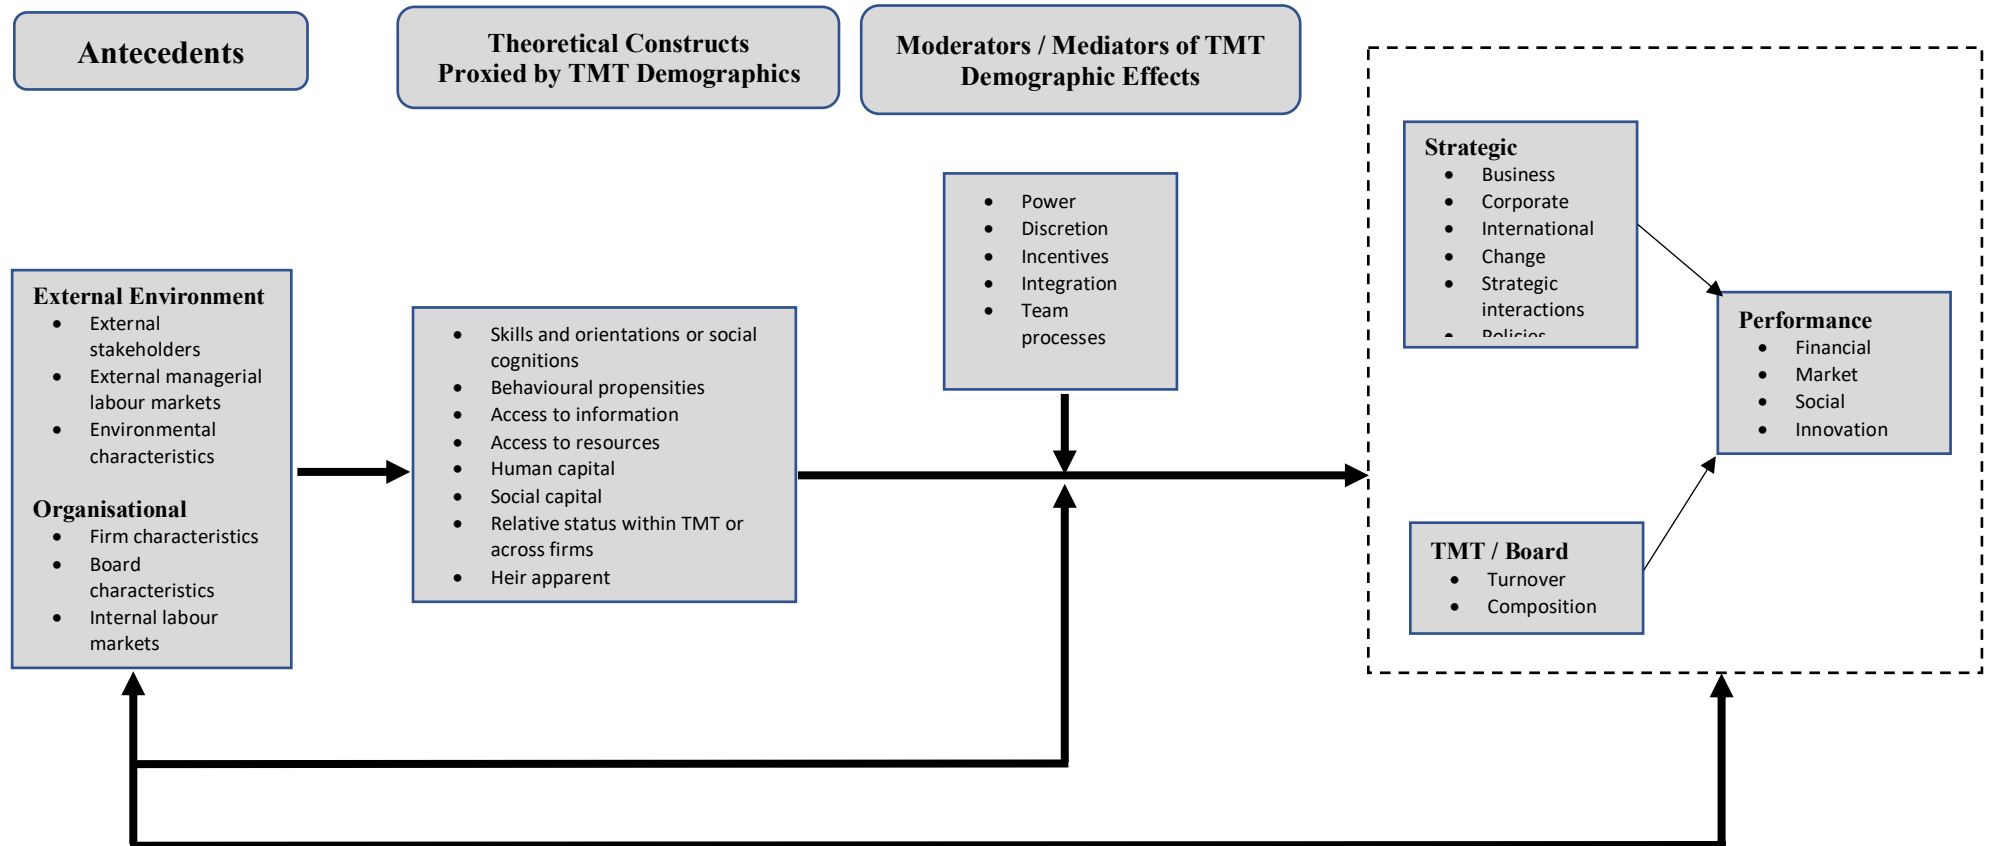 Antecedents
Theoretical Constructs
Proxied by TMT Demographics
Moderators / Mediators of TMT
Demographic Effects
External Environment
• External
stakeholders
• External managerial
labour markets
• Environmental
characteristics
Organisational
• Firm characteristics
• Board
characteristics
• Internal labour
markets
• Skills and orientations or social
cognitions
• Behavioural propensities
• Access to information
• Access to resources
• Human capital
• Social capital
• Relative status within TMT or
across firms
• Heir apparent
• Power
• Discretion
• Incentives
• Integration
• Team
processes
Strategic
• Business
• Corporate
• International
• Change
• Strategic
interactions
• Policies
TMT / Board
• Turnover
• Composition
Performance
• Financial
• Market
• Social
• Innovation